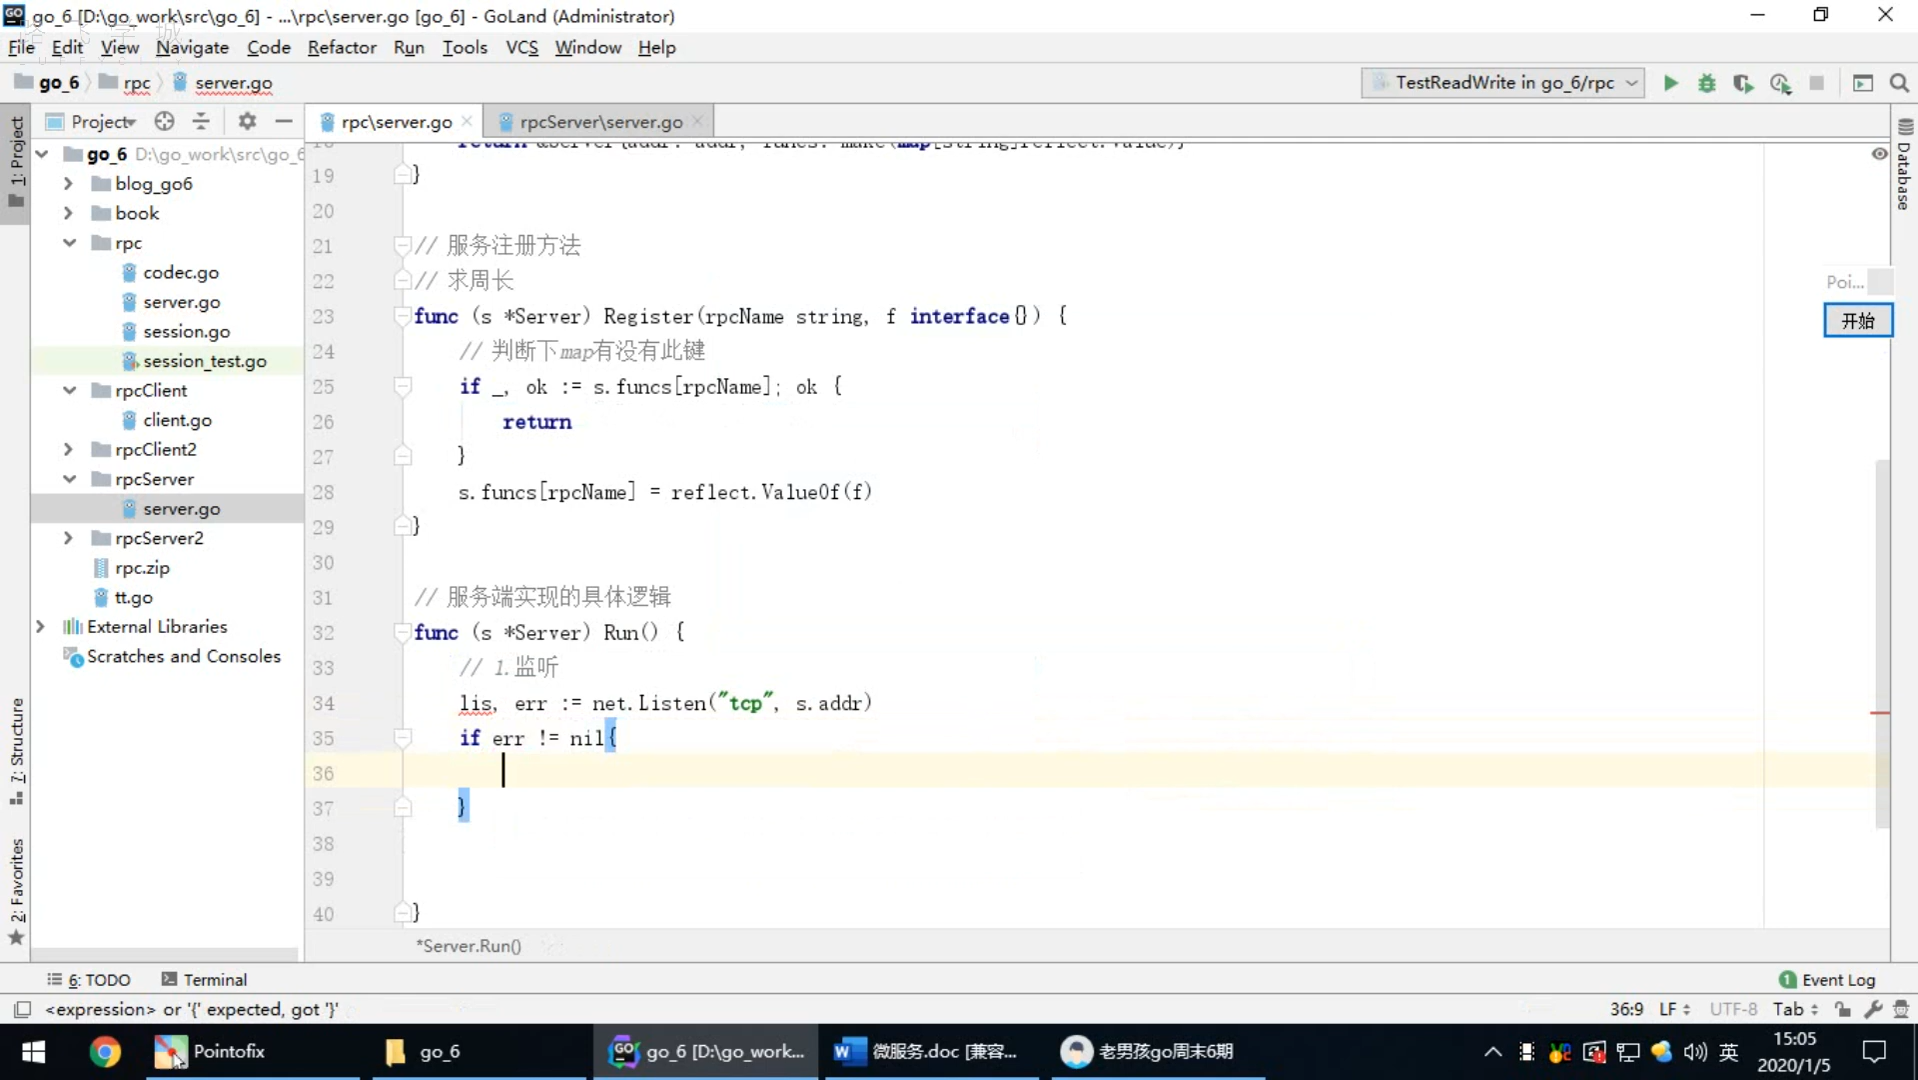 go_6 [D:\go_work\src\go_6] - ...\rpc\server.go [go_6] - GoLand (Administrator)
File Edit View Navigate Code Refactor Run Tools VCS Window Help
go_6 rpc server.go
TestReadWrite in go_6/rpc
1: Project
Project
rpc\server.go
rpcServer\server.go
go_6 D:\go_work\src\go_6
blog_go6
book
rpc
codec.go
server.go
session.go
session_test.go
rpcClient
client.go
rpcClient2
rpcServer
server.go
rpcServer2
rpc.zip
tt.go
External Libraries
Scratches and Consoles
18 return &Server{addr: addr, funcs: make(map[string]reflect.Value)}
19 }
20
21 // 服务注册方法
22 // 求周长
23 func (s *Server) Register(rpcName string, f interface{}) {
24 // 判断下map有没有此键
25 if _, ok := s.funcs[rpcName]; ok {
26 return
27 }
28 s.funcs[rpcName] = reflect.ValueOf(f)
29 }
30
31 // 服务端实现的具体逻辑
32 func (s *Server) Run() {
33 // 1.监听
34 lis, err := net.Listen("tcp", s.addr)
35 if err != nil{
36
37 }
38
39
40 }
*Server.Run()
Database
Poi...
开始
7: Structure
2: Favorites
6: TODO Terminal
1 Event Log
<expression> or '{' expected, got '}'
36:9 LF UTF-8 Tab
Pointofix
go_6
go_6 [D:\go_work...
微服务.doc [兼容...
老男孩go周末6期
英
15:05
2020/1/5